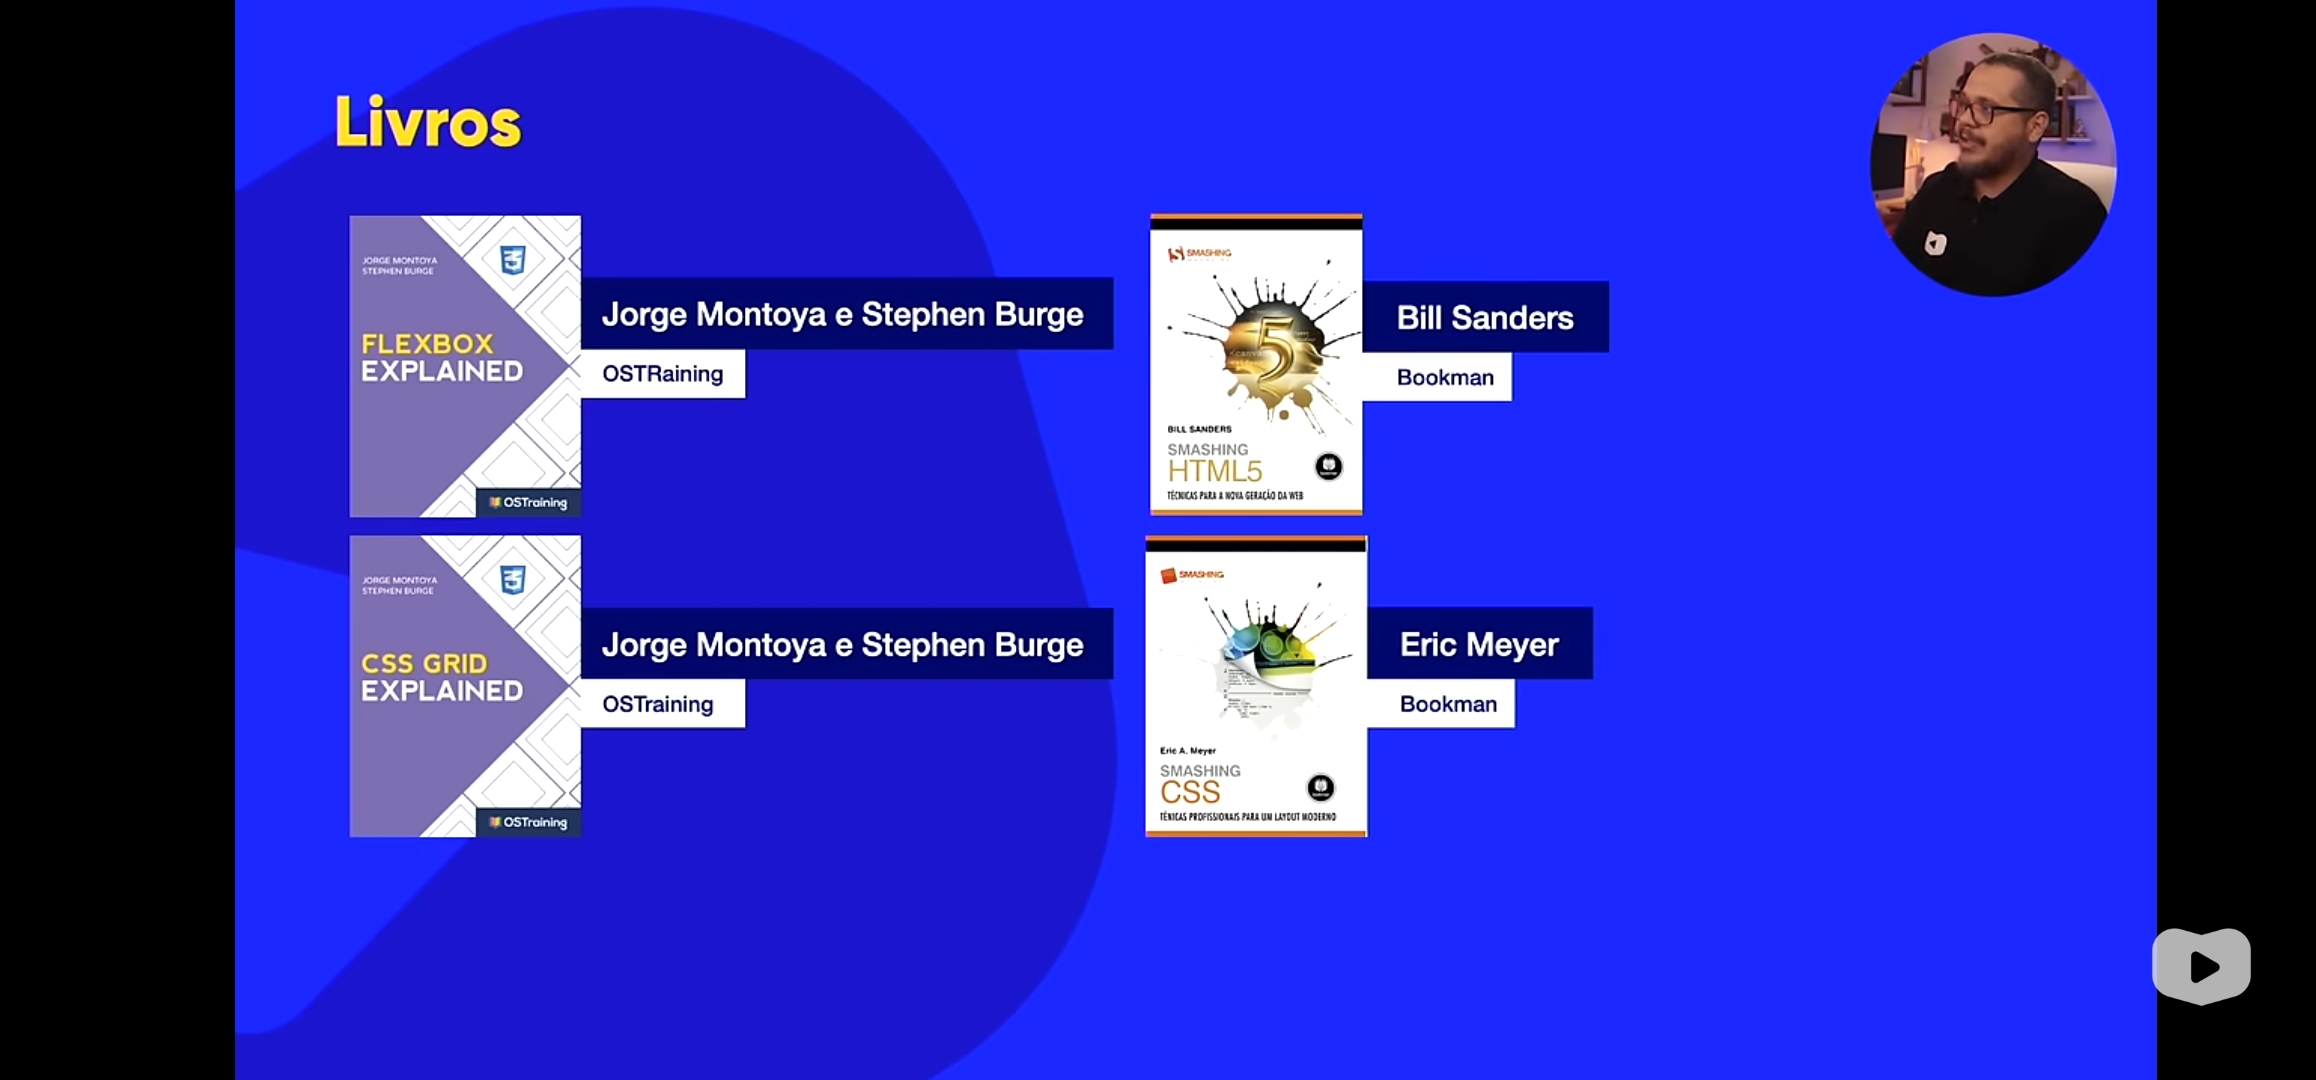 Livros
JORGE MONTOYA
STEPHEN BURGE
FLEXBOX
EXPLAINED
OSTraining
Jorge Montoya e Stephen Burge
OSTRaining
SMASHING
BILL SANDERS
SMASHING
HTML5
TÉCNICAS PARA A NOVA GERAÇÃO DA WEB
Bill Sanders
Bookman
JORGE MONTOYA
STEPHEN BURGE
CSS GRID
EXPLAINED
OSTraining
Jorge Montoya e Stephen Burge
OSTraining
SMASHING
Eric A. Meyer
SMASHING
CSS
TÉNICAS PROFISSIONAIS PARA UM LAYOUT MODERNO
Eric Meyer
Bookman